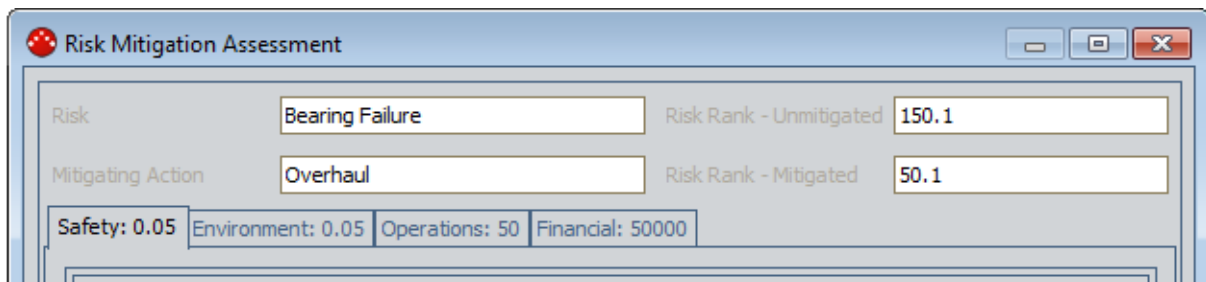 Risk Mitigation Assessment
Risk Bearing Failure Risk Rank - Unmitigated 150.1
Mitigating Action Overhaul Risk Rank - Mitigated 50.1
Safety: 0.05 Environment: 0.05 Operations: 50 Financial: 50000